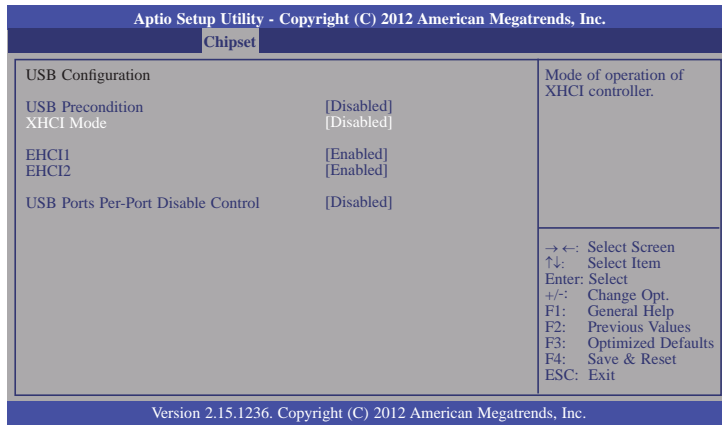 Aptio Setup Utility - Copyright (C) 2012 American Megatrends, Inc.
Chipset
USB Configuration
USB Precondition [Disabled]
XHCI Mode [Disabled]
EHCI1 [Enabled]
EHCI2 [Enabled]
USB Ports Per-Port Disable Control [Disabled]
Mode of operation of
XHCI controller.
→ ←: Select Screen
↑↓: Select Item
Enter: Select
+/-: Change Opt.
F1: General Help
F2: Previous Values
F3: Optimized Defaults
F4: Save & Reset
ESC: Exit
Version 2.15.1236. Copyright (C) 2012 American Megatrends, Inc.